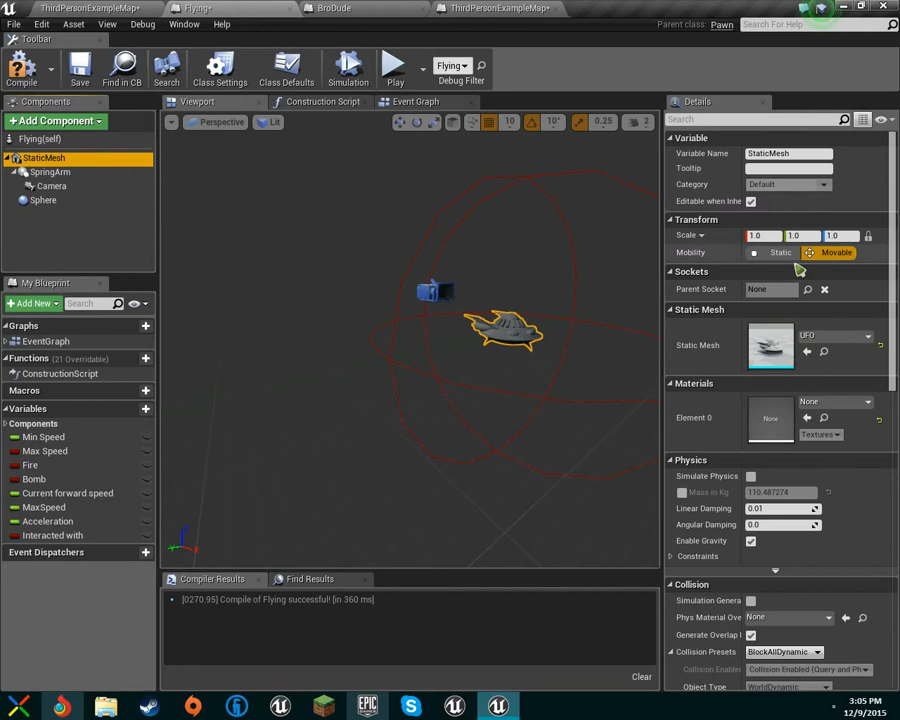 ThirdPersonExampleMap*
Flying*
BroDude
ThirdPersonExampleMap*
File Edit Asset View Debug Window Help
Parent class: Pawn
Search For Help
Toolbar
Compile Save Find in CB Search Class Settings Class Defaults Simulation Play
Flying
Debug Filter
Components
+Add Component
Flying(self)
StaticMesh
SpringArm
Camera
Sphere
My Blueprint
+Add New
Search
Graphs
EventGraph
Functions (21 Overridable)
ConstructionScript
Macros
Variables
Components
Min Speed
Max Speed
Fire
Bomb
Current forward speed
MaxSpeed
Acceleration
Interacted with
Event Dispatchers
Viewport Construction Script Event Graph
Perspective Lit 10 10° 0.25 2
Compiler Results Find Results
[0270.95] Compile of Flying successful! [in 360 ms]
Clear
Details
Search
Variable
Variable Name StaticMesh
Tooltip
Category Default
Editable when Inhe
Transform
Scale 1.0 1.0 1.0
Mobility Static Movable
Sockets
Parent Socket None
Static Mesh
Static Mesh UFO
Materials
Element 0 None None
Textures
Physics
Simulate Physics
Mass in Kg 110.487274
Linear Damping 0.01
Angular Damping 0.0
Enable Gravity
Constraints
Collision
Simulation Genera
Phys Material Ove None
Generate Overlap
Collision Presets BlockAllDynamic
Collision Enabled Collision Enabled (Query and Ph
Object Type WorldDynamic
EPIC
GAMES
3:05 PM
12/9/2015